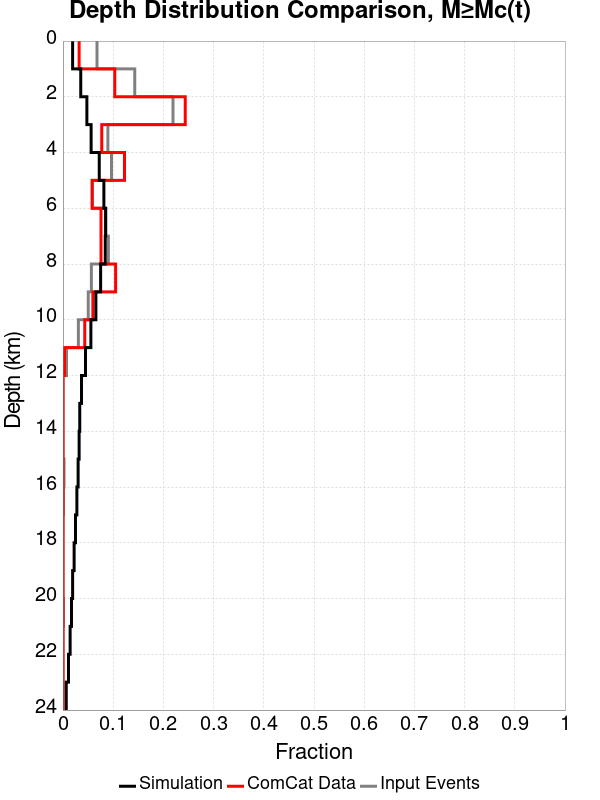 Depth Distribution Comparison, M≥Mc(t)
0
2
4
6
8
10
12
14
16
18
20
22
24
Depth (km)
0 0.1 0.2 0.3 0.4 0.5 0.6 0.7 0.8 0.9 1
Fraction
Simulation ComCat Data Input Events